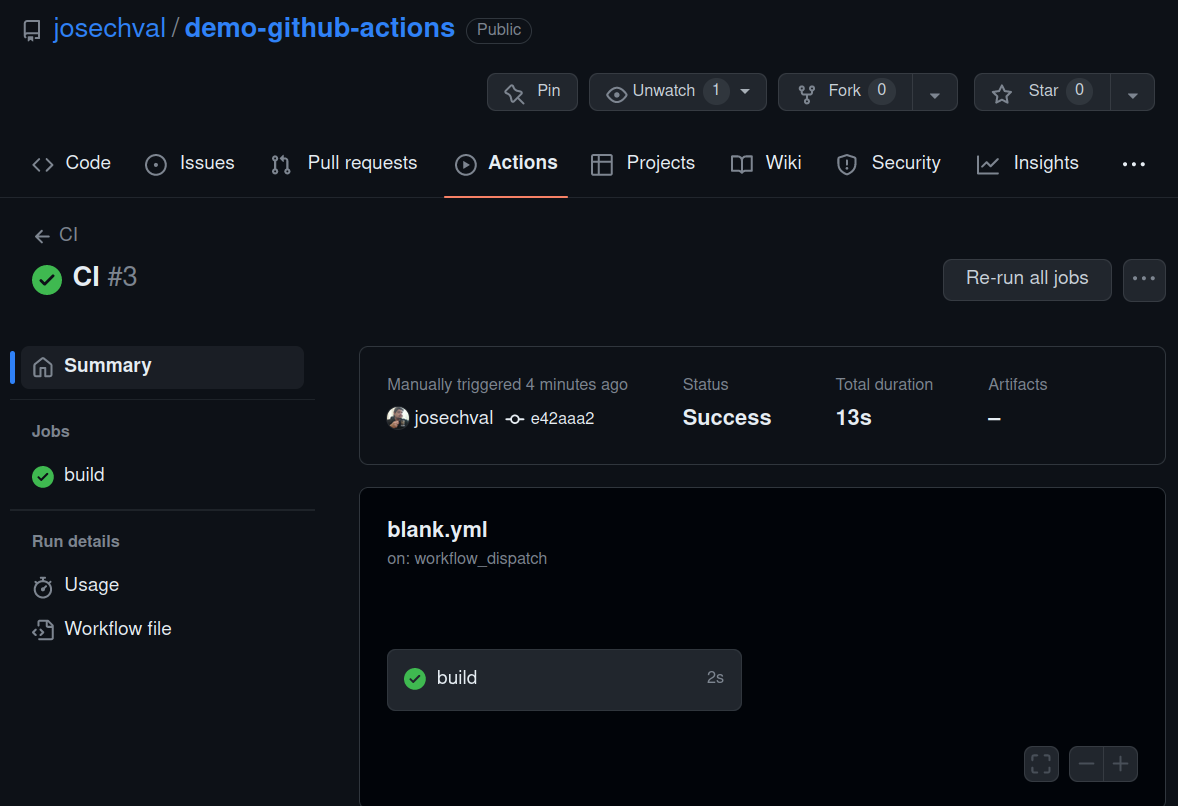 josechval / demo-github-actions Public
Pin Unwatch 1 Fork 0 Star 0
Code Issues Pull requests Actions Projects Wiki Security Insights ...
← CI
CI #3 Re-run all jobs ...
Summary
Jobs
build
Run details
Usage
Workflow file
Manually triggered 4 minutes ago Status Total duration Artifacts
josechval e42aaa2 Success 13s –
blank.yml
on: workflow_dispatch
build 2s